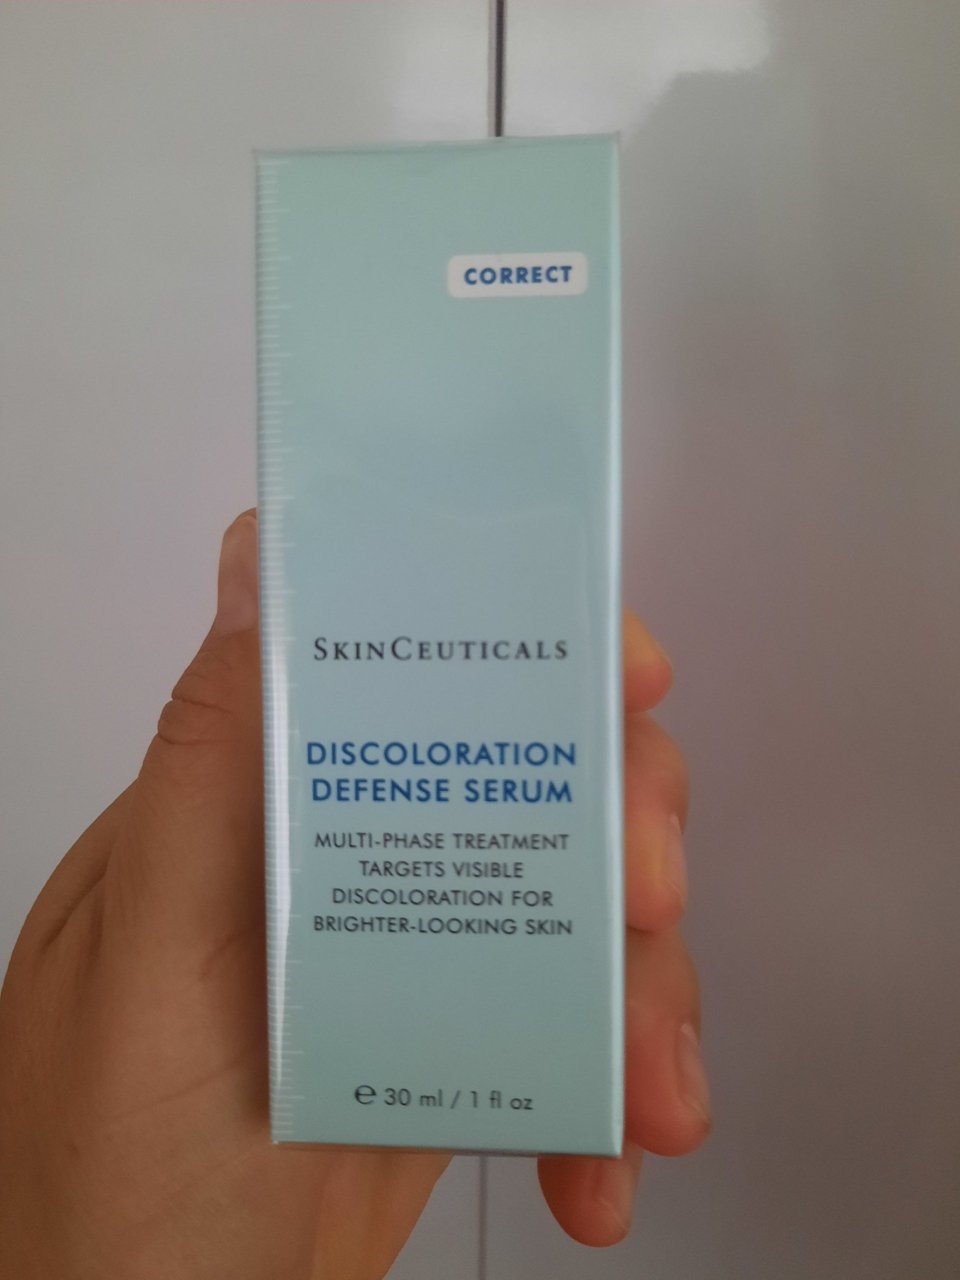 CORRECT
SKINCEUTICALS
DISCOLORATION
DEFENSE SERUM
MULTI-PHASE TREATMENT
TARGETS VISIBLE
DISCOLORATION FOR
BRIGHTER-LOOKING SKIN
℮ 30 ml / 1 fl oz